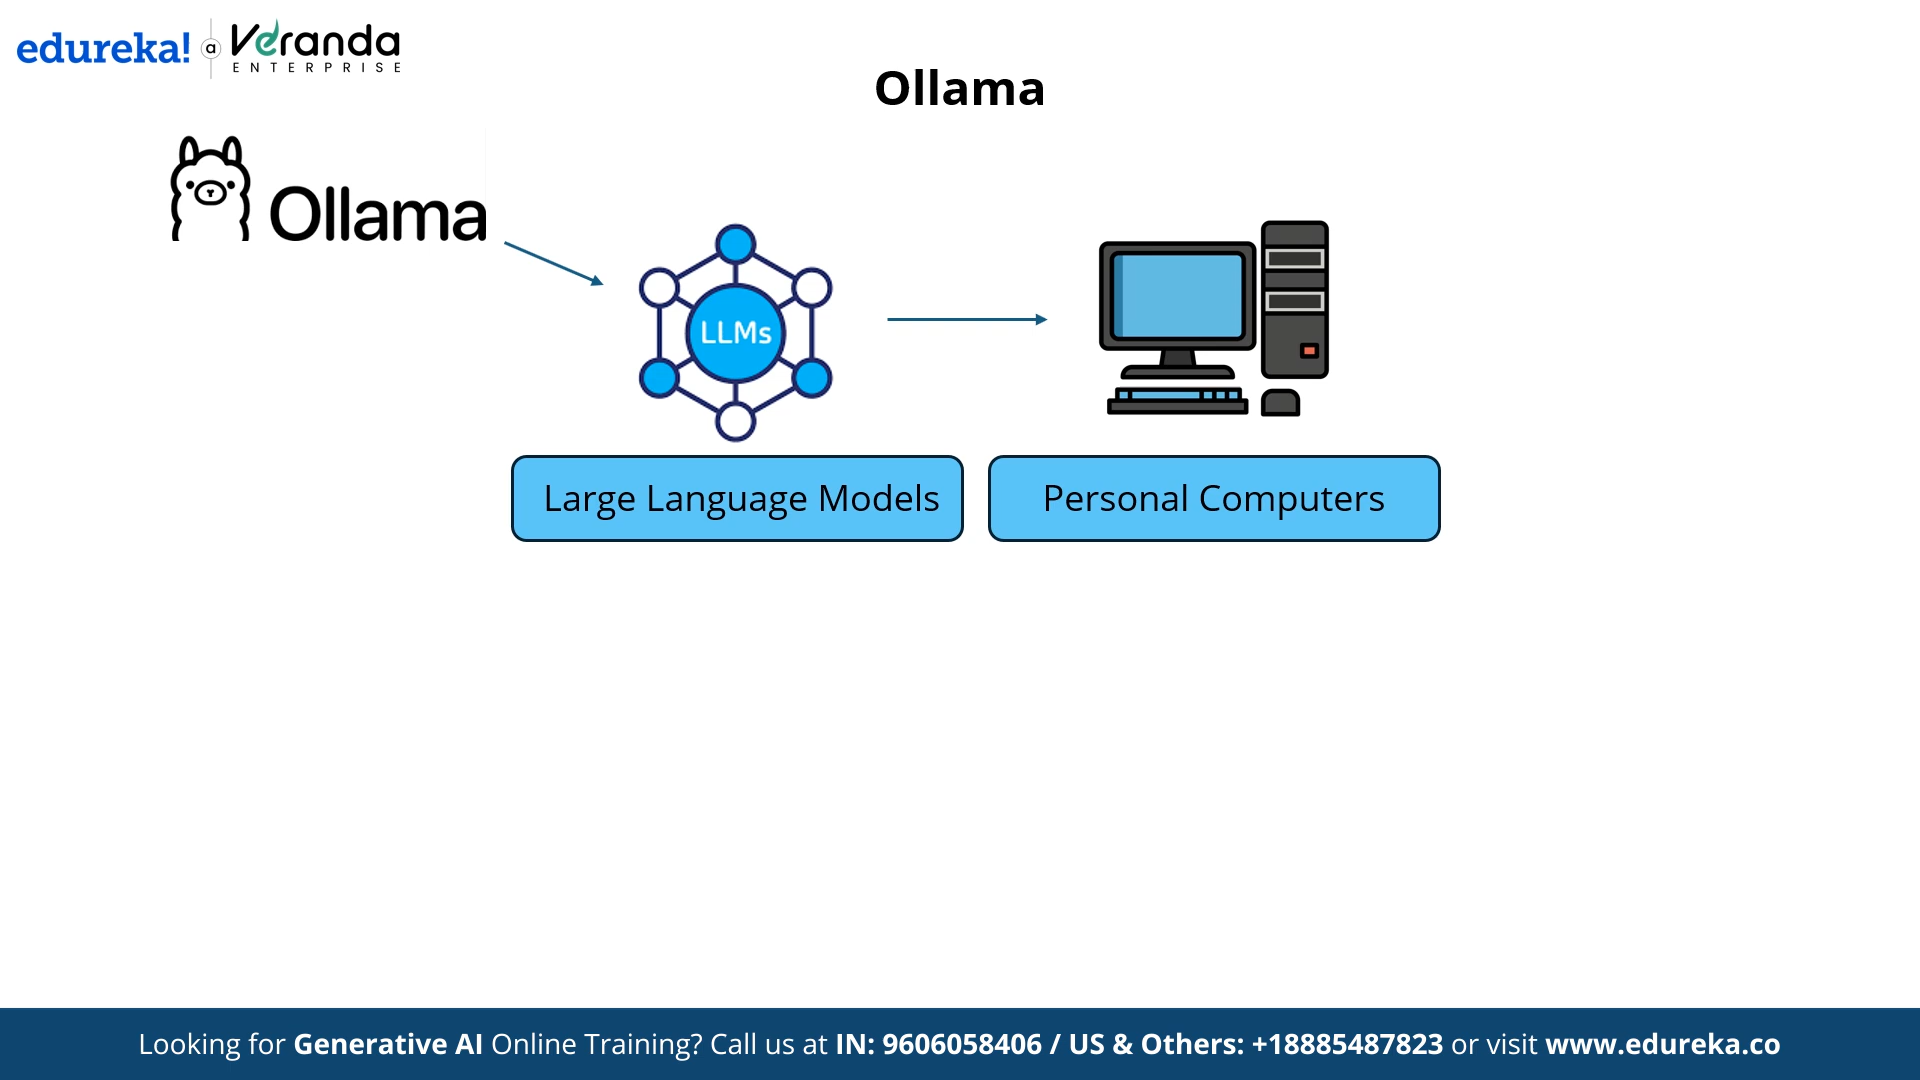 edureka! a Veranda
ENTERPRISE
Ollama
Ollama
LLMs
Large Language Models
Personal Computers
Looking for Generative AI Online Training? Call us at IN: 9606058406 / US & Others: +18885487823 or visit www.edureka.co